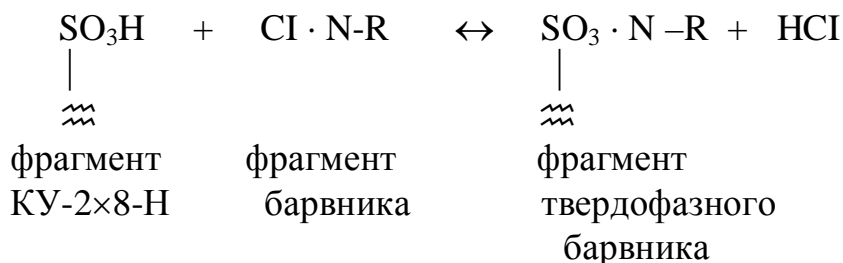 SO₃H + CI · N-R ↔ SO₃ · N –R + HCI
фрагмент фрагмент фрагмент
КУ-2×8-Н барвника твердофазного
барвника